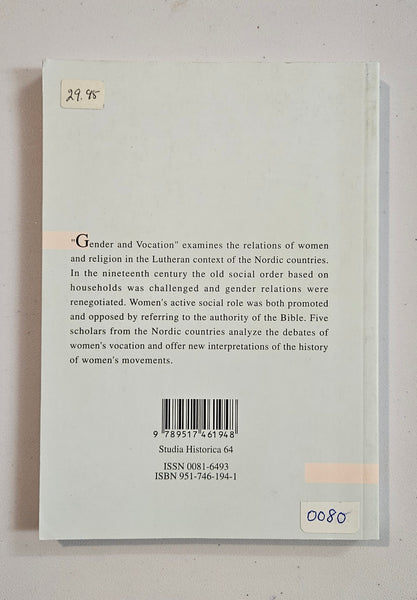 29.95
"Gender and Vocation" examines the relations of women
and religion in the Lutheran context of the Nordic countries.
In the nineteenth century the old social order based on
households was challenged and gender relations were
renegotiated. Women's active social role was both promoted
and opposed by referring to the authority of the Bible. Five
scholars from the Nordic countries analyze the debates of
women's vocation and offer new interpretations of the history
of women's movements.
9 789517 461948
Studia Historica 64
ISSN 0081-6493
ISBN 951-746-194-1
0080